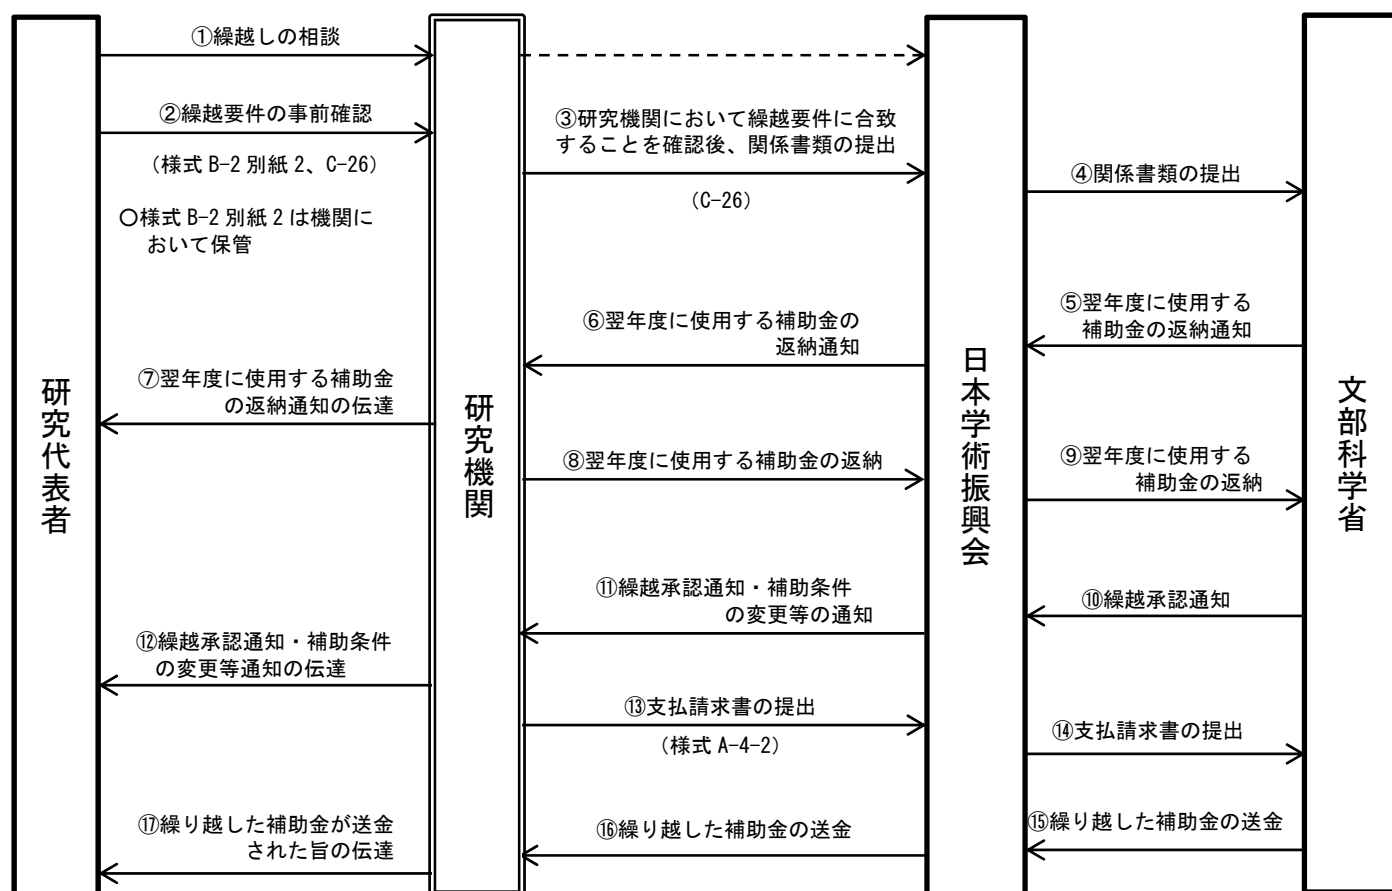 ①繰越しの相談
②繰越要件の事前確認
(様式 B-2 別紙 2、C-26)
○様式 B-2 別紙 2 は機関に
おいて保管
③研究機関において繰越要件に合致
することを確認後、関係書類の提出
(C-26)
④関係書類の提出
⑤翌年度に使用する
補助金の返納通知
⑥翌年度に使用する補助金の
返納通知
⑦翌年度に使用する補助金
の返納通知の伝達
⑧翌年度に使用する補助金の返納
⑨翌年度に使用する
補助金の返納
⑩繰越承認通知
⑪繰越承認通知・補助条件
の変更等の通知
⑫繰越承認通知・補助条件
の変更等通知の伝達
⑬支払請求書の提出
(様式 A-4-2)
⑭支払請求書の提出
⑮繰り越した補助金の送金
⑯繰り越した補助金の送金
⑰繰り越した補助金が送金
された旨の伝達
研究代表者
研究機関
日本学術振興会
文部科学省